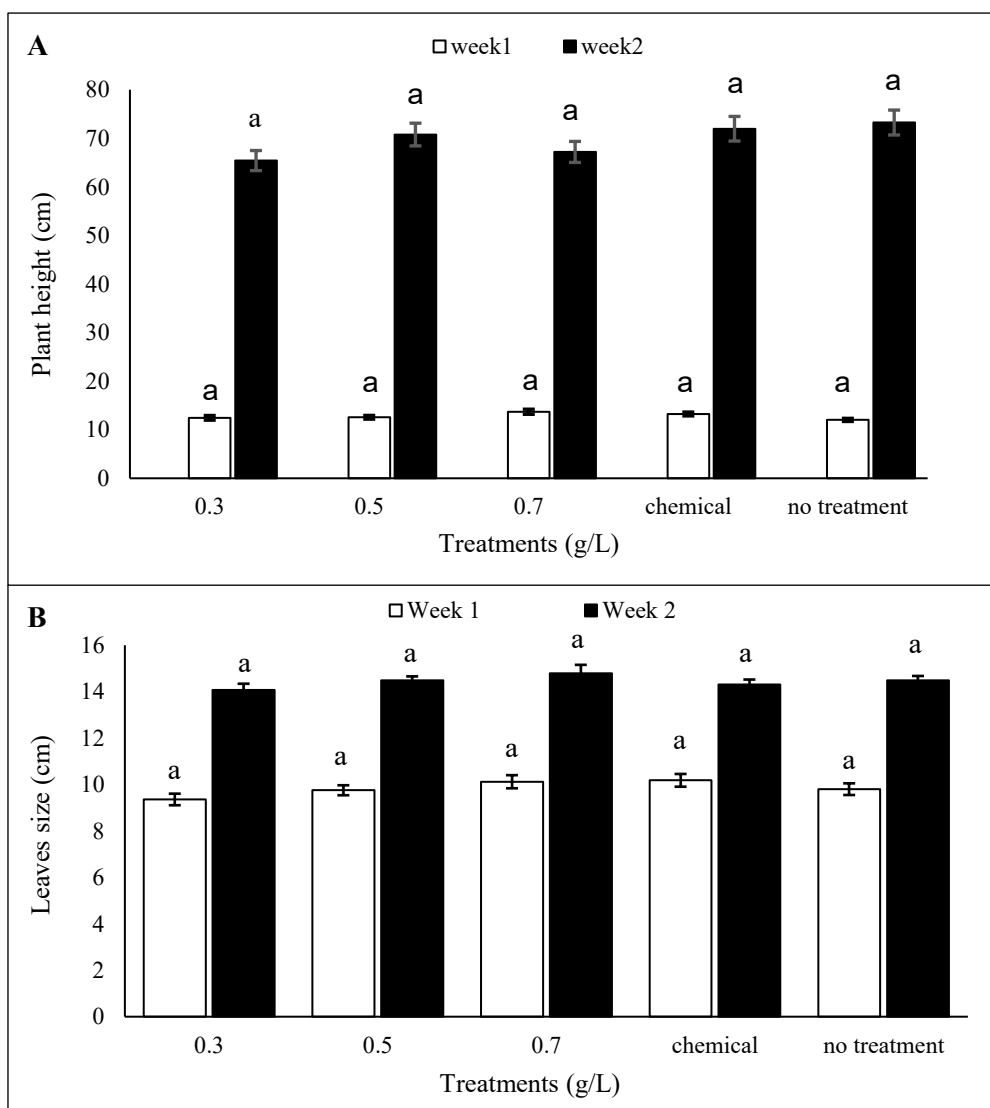 A
week1 week2
80
70
60
50
40
30
20
10
0
Plant height (cm)
a a a a a
a a a a a
0.3 0.5 0.7 chemical no treatment
Treatments (g/L)
B
Week 1 Week 2
16
14
12
10
8
6
4
2
0
Leaves size (cm)
a a a a a
a a a a a
0.3 0.5 0.7 chemical no treatment
Treatments (g/L)